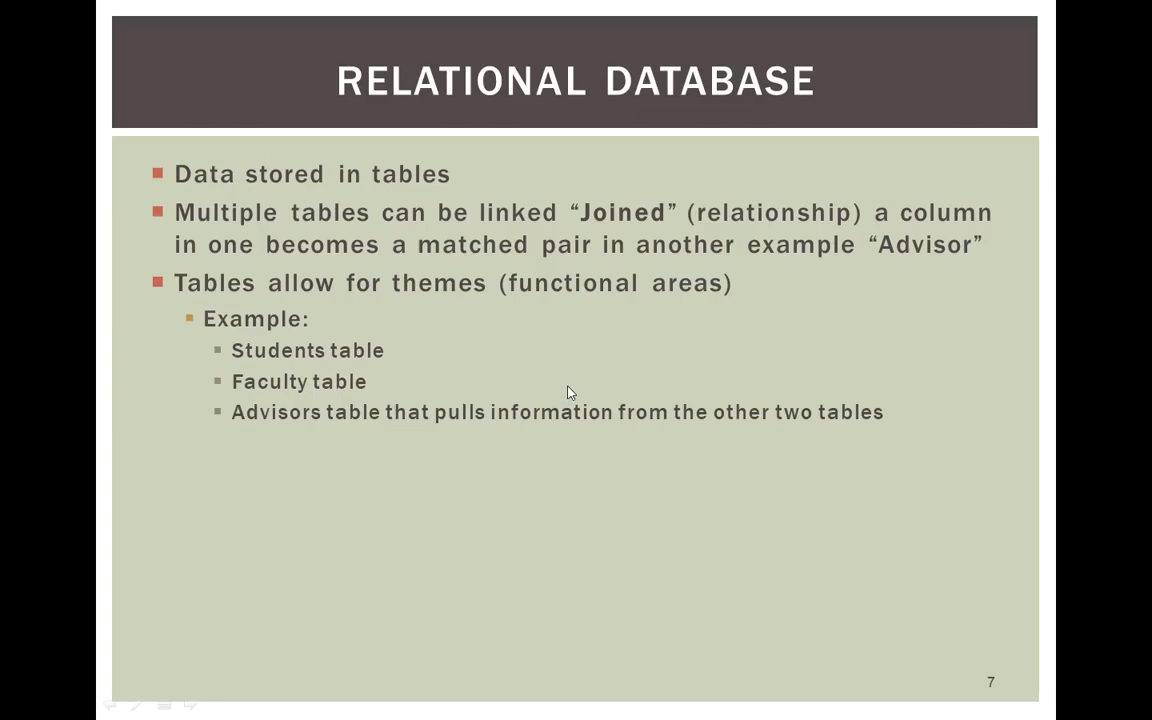 RELATIONAL DATABASE
Data stored in tables
Multiple tables can be linked “Joined” (relationship) a column
in one becomes a matched pair in another example “Advisor”
Tables allow for themes (functional areas)
Example:
Students table
Faculty table
Advisors table that pulls information from the other two tables
7